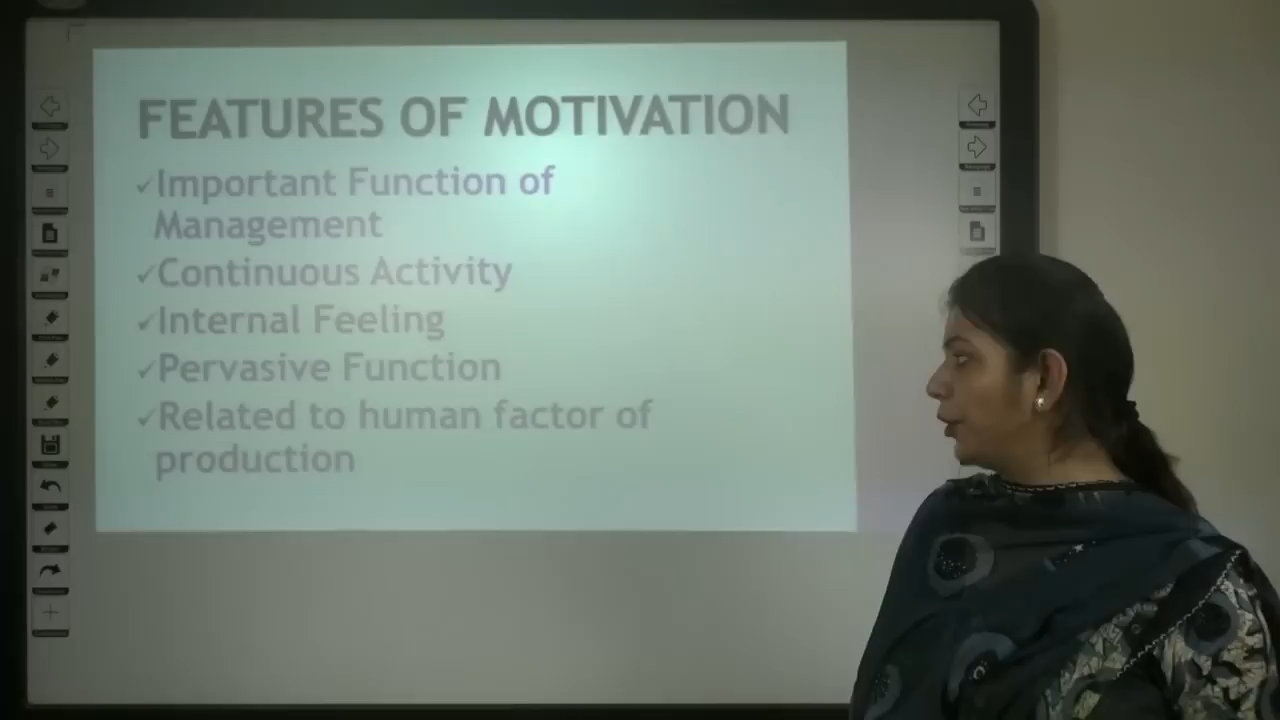 FEATURES OF MOTIVATION
✓Important Function of
Management
✓Continuous Activity
✓Internal Feeling
✓Pervasive Function
✓Related to human factor of
production